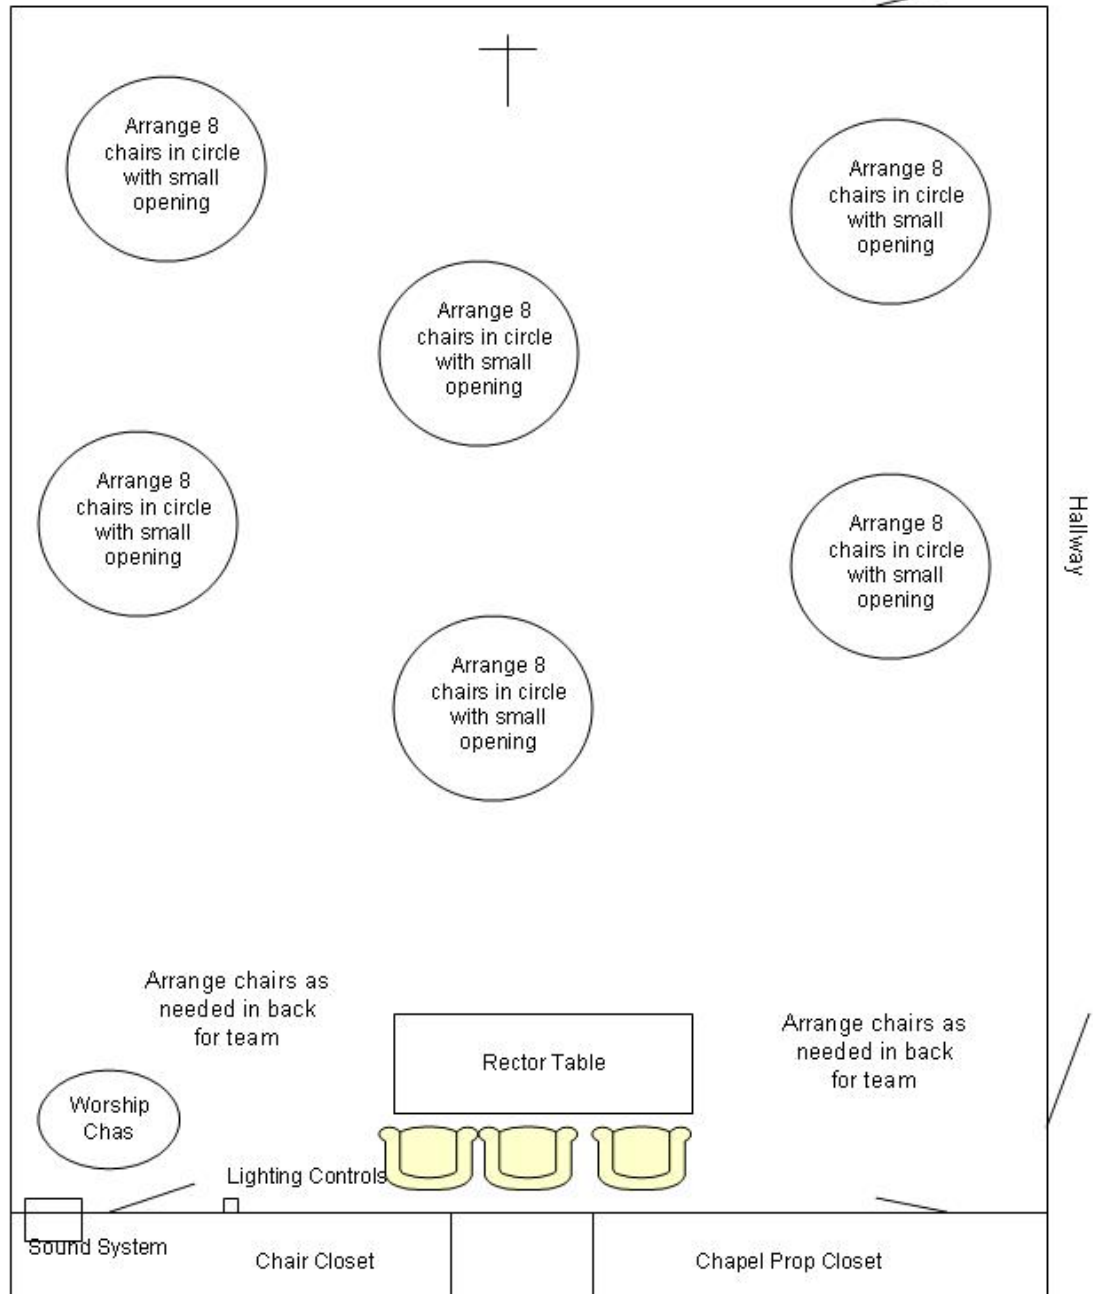 Arrange 8
chairs in circle
with small
opening
Arrange 8
chairs in circle
with small
opening
Arrange 8
chairs in circle
with small
opening
Arrange 8
chairs in circle
with small
opening
Arrange 8
chairs in circle
with small
opening
Hallway
Arrange 8
chairs in circle
with small
opening
Arrange chairs as
needed in back
for team
Rector Table
Arrange chairs as
needed in back
for team
Worship
Chas
Lighting Controls
Sound System
Chair Closet
Chapel Prop Closet